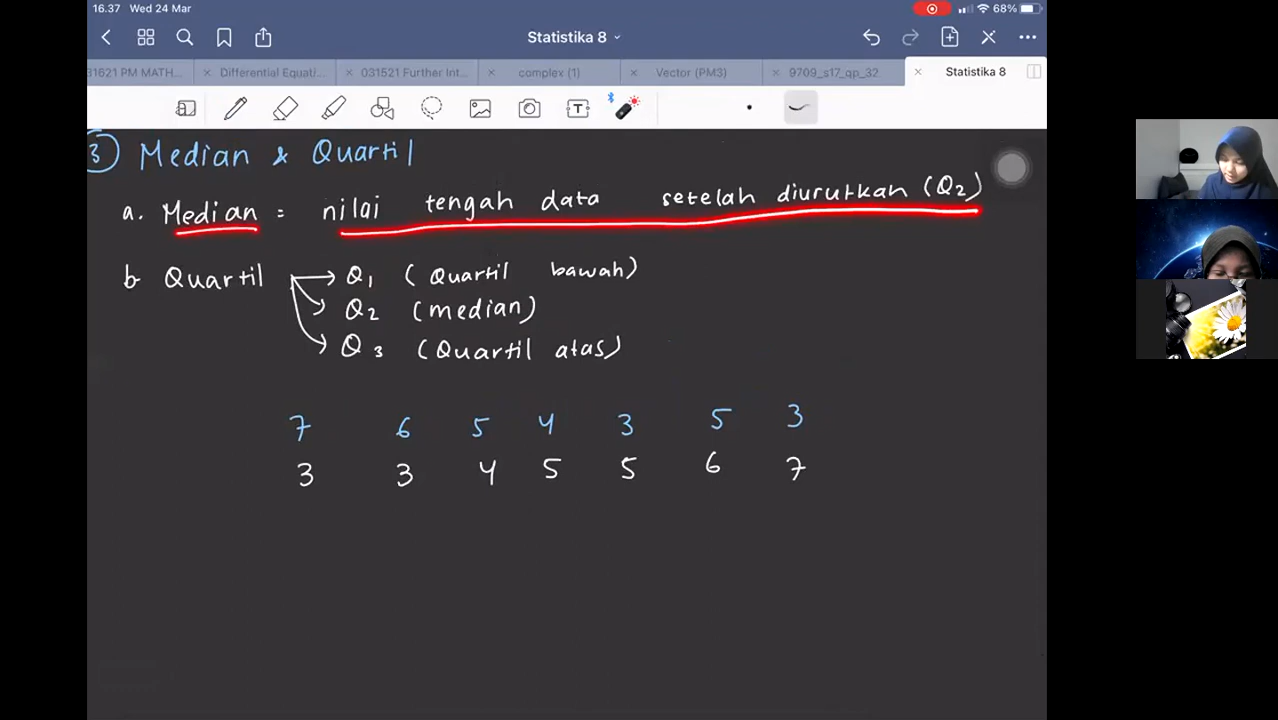 16.37 Wed 24 Mar
68%
Statistika 8
31621 PM MATH...
Differential Equati...
031521 Further Int...
complex (1)
Vector (PM3)
9709_s17_qp_32
Statistika 8
T
3 Median & Quartil
a. Median = nilai tengah data setelah diurutkan (Q2)
b Quartil Q1 (Quartil bawah)
Q2 (median)
Q3 (Quartil atas)
7 6 5 4 3 5 3
3 3 4 5 5 6 7